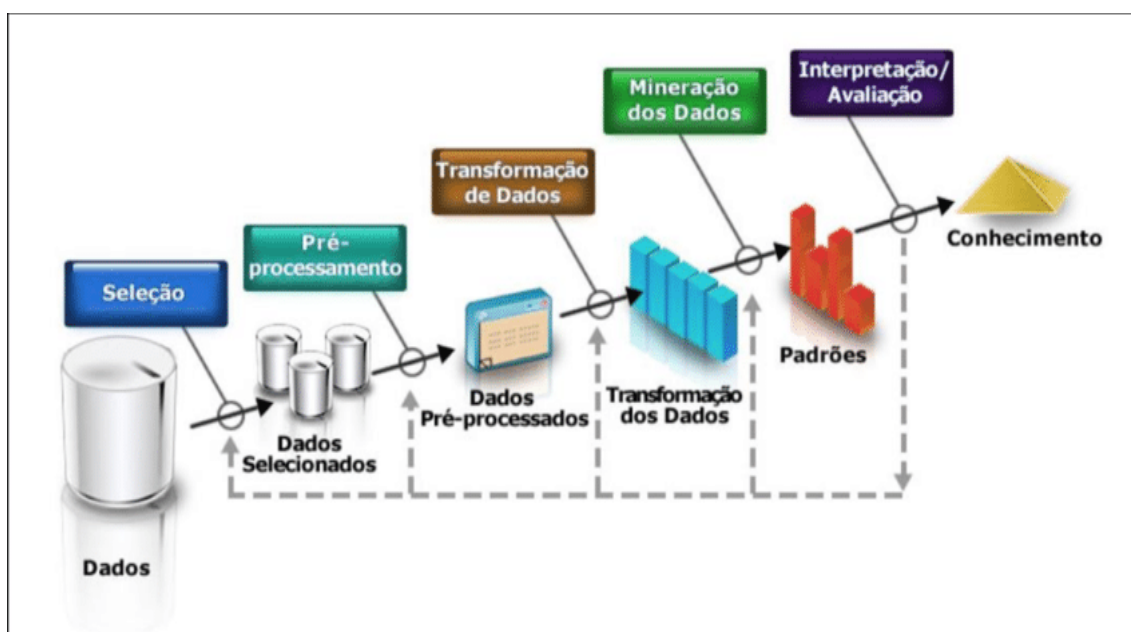 Seleção
Pré-
processamento
Transformação
de Dados
Mineração
dos Dados
Interpretação/
Avaliação
Dados
Dados
Selecionados
Dados
Pré-processados
Transformação
dos Dados
Padrões
Conhecimento